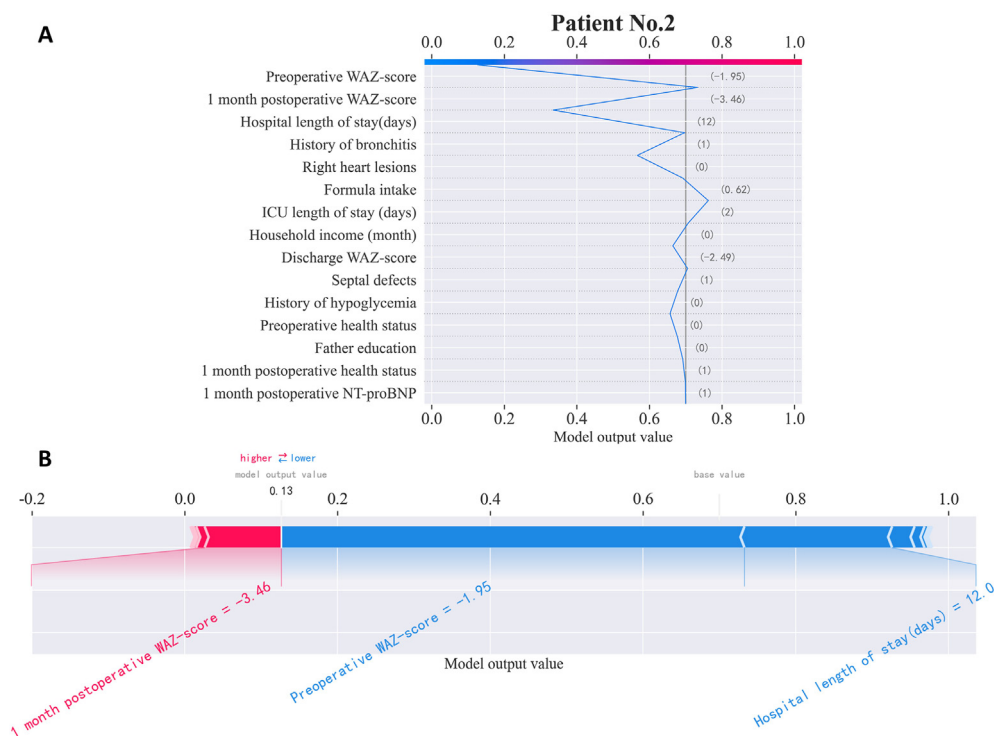 A
Patient No.2
0.0 0.2 0.4 0.6 0.8 1.0
Preoperative WAZ-score (-1.95)
1 month postoperative WAZ-score (-3.46)
Hospital length of stay(days) (12)
History of bronchitis (1)
Right heart lesions (0)
Formula intake (0.62)
ICU length of stay (days) (2)
Household income (month) (0)
Discharge WAZ-score (-2.49)
Septal defects (1)
History of hypoglycemia (0)
Preoperative health status (0)
Father education (0)
1 month postoperative health status (1)
1 month postoperative NT-proBNP (1)
0.0 0.2 0.4 0.6 0.8 1.0
Model output value
B
higher ⇄ lower
model output value base value
0.13
-0.2 0.0 0.2 0.4 0.6 0.8 1.0
1 month postoperative WAZ-score = -3.46
Preoperative WAZ-score = -1.95
Hospital length of stay(days) = 12.0
Model output value